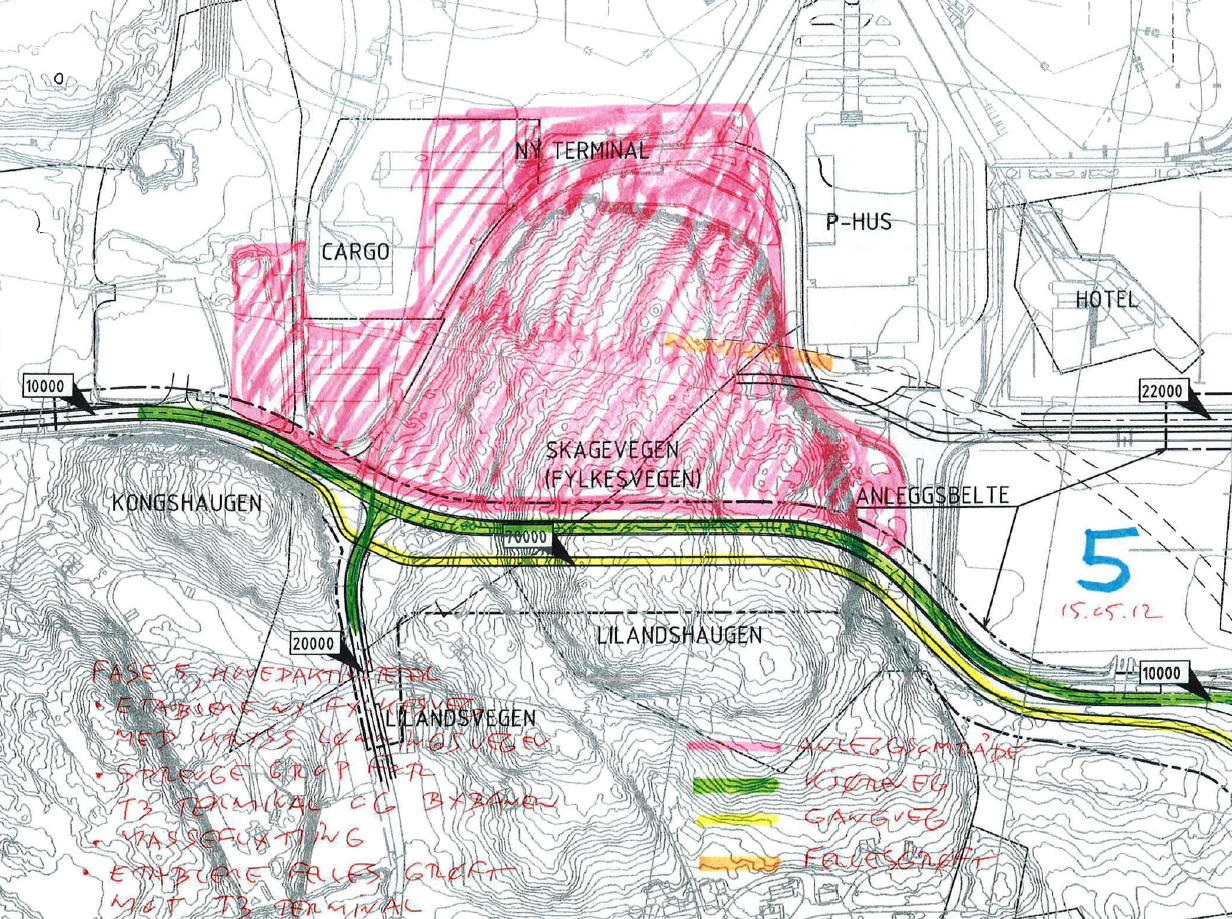 NY TERMINAL
CARGO
P-HUS
HOTEL
10000
22000
SKAGEVEGEN
(FYLKESVEGEN)
KONGSHAUGEN
ANLEGGSBELTE
70000
5
15.05.12
LILANDSHAUGEN
20000
10000
LILANDSVEGEN
FASE 5, HOVEDAKTIVITETER
• ETABLERE NY FYLKESVEG
MED KRYSS LØNNINGSVEGEN
• SPRENGE GROP FOR
T3 TERMINAL OG BYBANEN
• MASSEFLYTTING
• ETABLERE FELLES GRØFT
MOT T3 TERMINAL
ANLEGGSOMRÅDE
KJØREVEG
GANGVEG
FELLESGRØFT